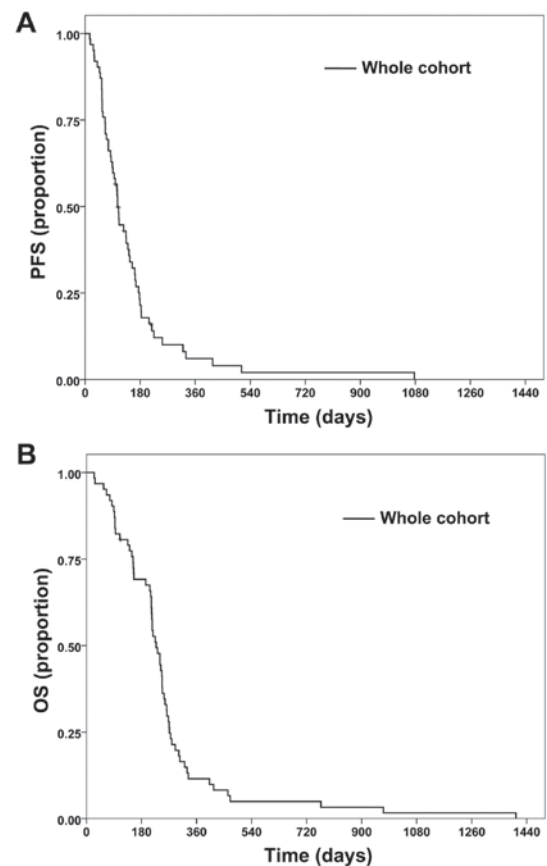 A
1.00
0.75
0.50
0.25
0.00
PFS (proportion)
Whole cohort
0 180 360 540 720 900 1080 1260 1440
Time (days)
B
1.00
0.75
0.50
0.25
0.00
OS (proportion)
Whole cohort
0 180 360 540 720 900 1080 1260 1440
Time (days)